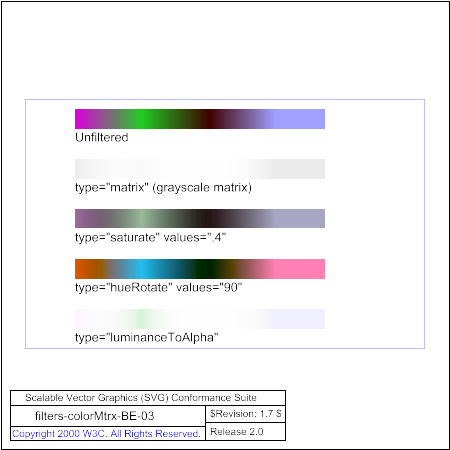 Unfiltered
type="matrix" (grayscale matrix)
type="saturate" values=".4"
type="hueRotate" values="90"
type="luminanceToAlpha"
Scalable Vector Graphics (SVG) Conformance Suite
filters-colorMtrx-BE-03
$Revision: 1.7 $
Copyright 2000 W3C. All Rights Reserved.
Release 2.0